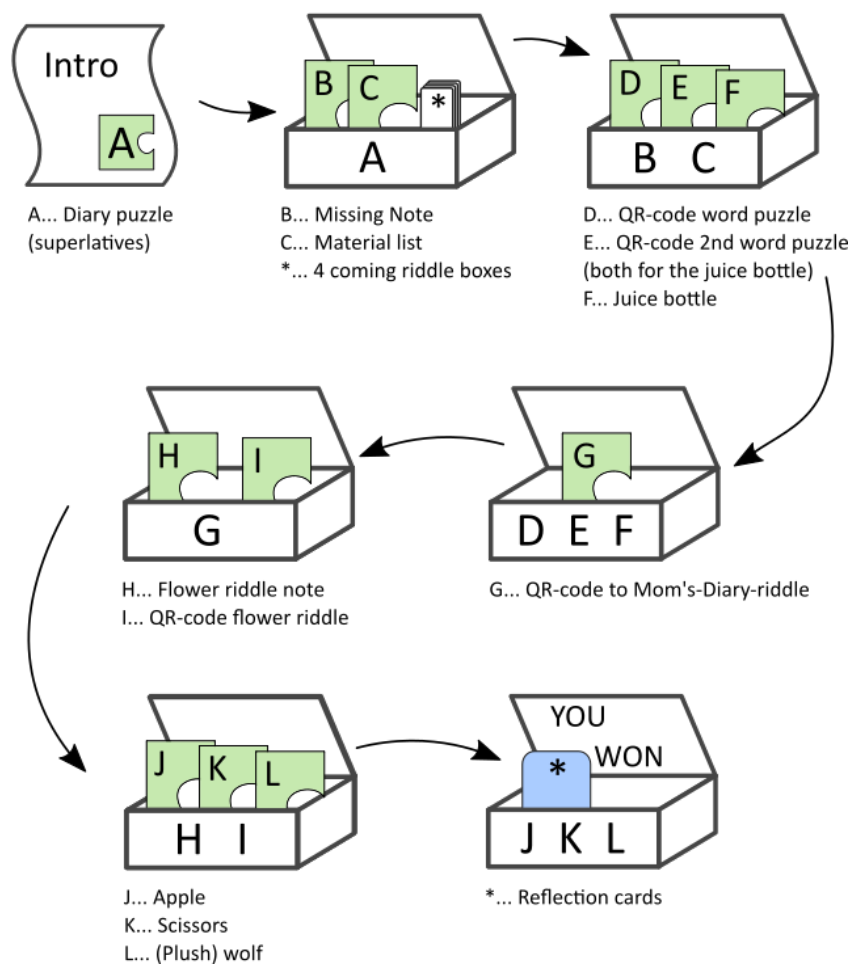 Intro
A
A... Diary puzzle
(superlatives)
B
C
*
A
B... Missing Note
C... Material list
*... 4 coming riddle boxes
D
E
F
B C
D... QR-code word puzzle
E... QR-code 2nd word puzzle
(both for the juice bottle)
F... Juice bottle
G
D E F
G... QR-code to Mom's-Diary-riddle
H
I
G
H... Flower riddle note
I... QR-code flower riddle
J
K
L
H I
J... Apple
K... Scissors
L... (Plush) wolf
YOU
WON
*
J K L
*... Reflection cards